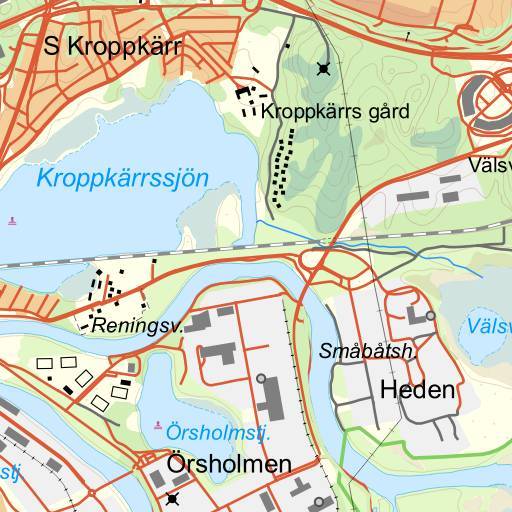 S Kroppkärr
Kroppkärrs gård
Kroppkärrssjön
Välsv
Reningsv.
Välsv
Småbåtsh.
Heden
Örsholmstj.
Örsholmen
stj